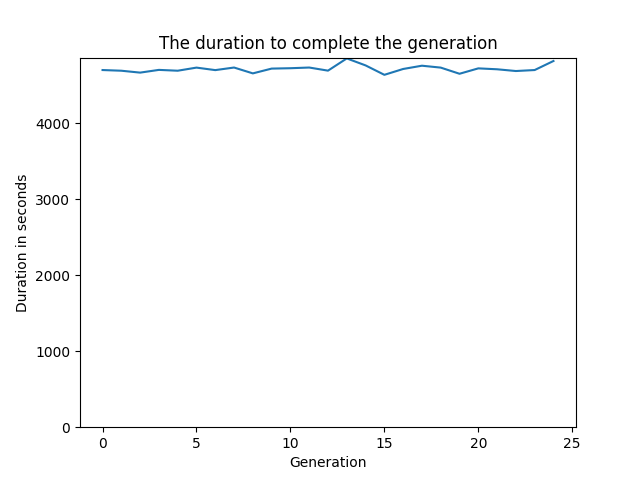 The duration to complete the generation
Duration in seconds
4000
3000
2000
1000
0
0 5 10 15 20 25
Generation